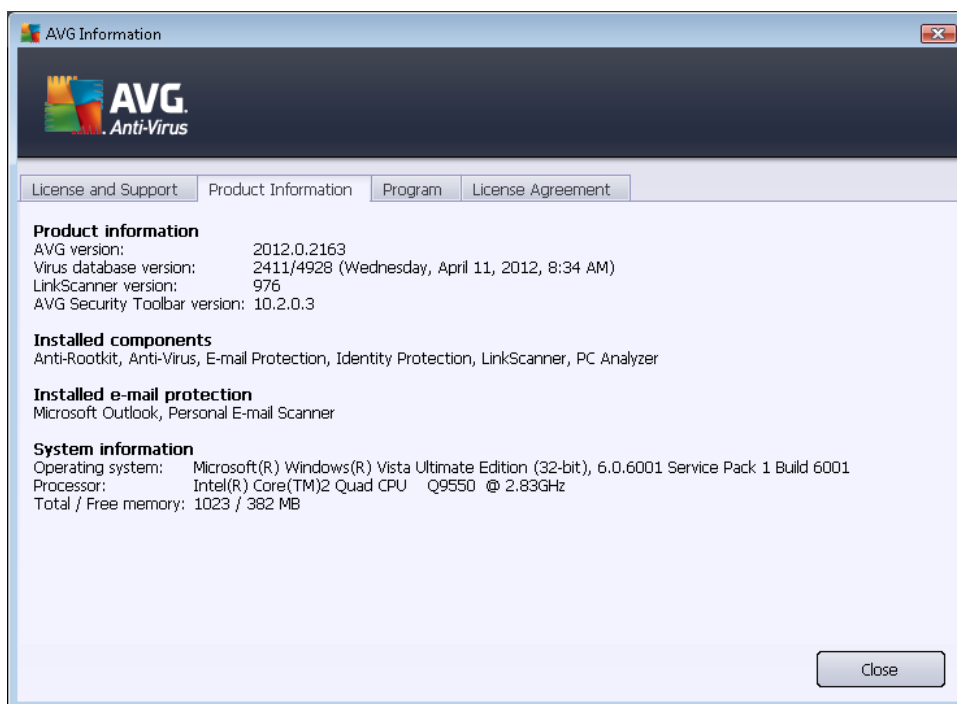 AVG Information
AVG.
Anti-Virus
License and Support Product Information Program License Agreement
Product information
AVG version: 2012.0.2163
Virus database version: 2411/4928 (Wednesday, April 11, 2012, 8:34 AM)
LinkScanner version: 976
AVG Security Toolbar version: 10.2.0.3
Installed components
Anti-Rootkit, Anti-Virus, E-mail Protection, Identity Protection, LinkScanner, PC Analyzer
Installed e-mail protection
Microsoft Outlook, Personal E-mail Scanner
System information
Operating system: Microsoft(R) Windows(R) Vista Ultimate Edition (32-bit), 6.0.6001 Service Pack 1 Build 6001
Processor: Intel(R) Core(TM)2 Quad CPU Q9550 @ 2.83GHz
Total / Free memory: 1023 / 382 MB
Close